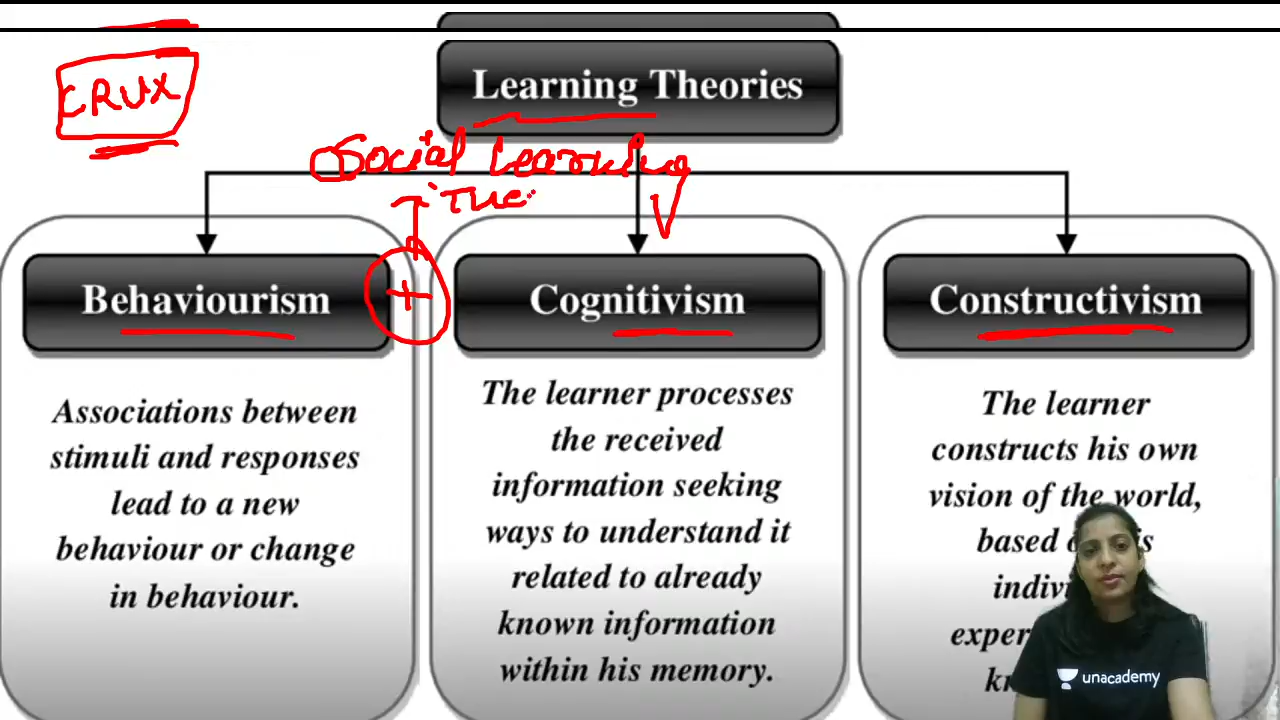 CRUX
Learning Theories
Social Learning
The
Behaviourism
+
Cognitivism
Constructivism
Associations between
stimuli and responses
lead to a new
behaviour or change
in behaviour.
The learner processes
the received
information seeking
ways to understand it
related to already
known information
within his memory.
The learner
constructs his own
vision of the world,
based
unacademy